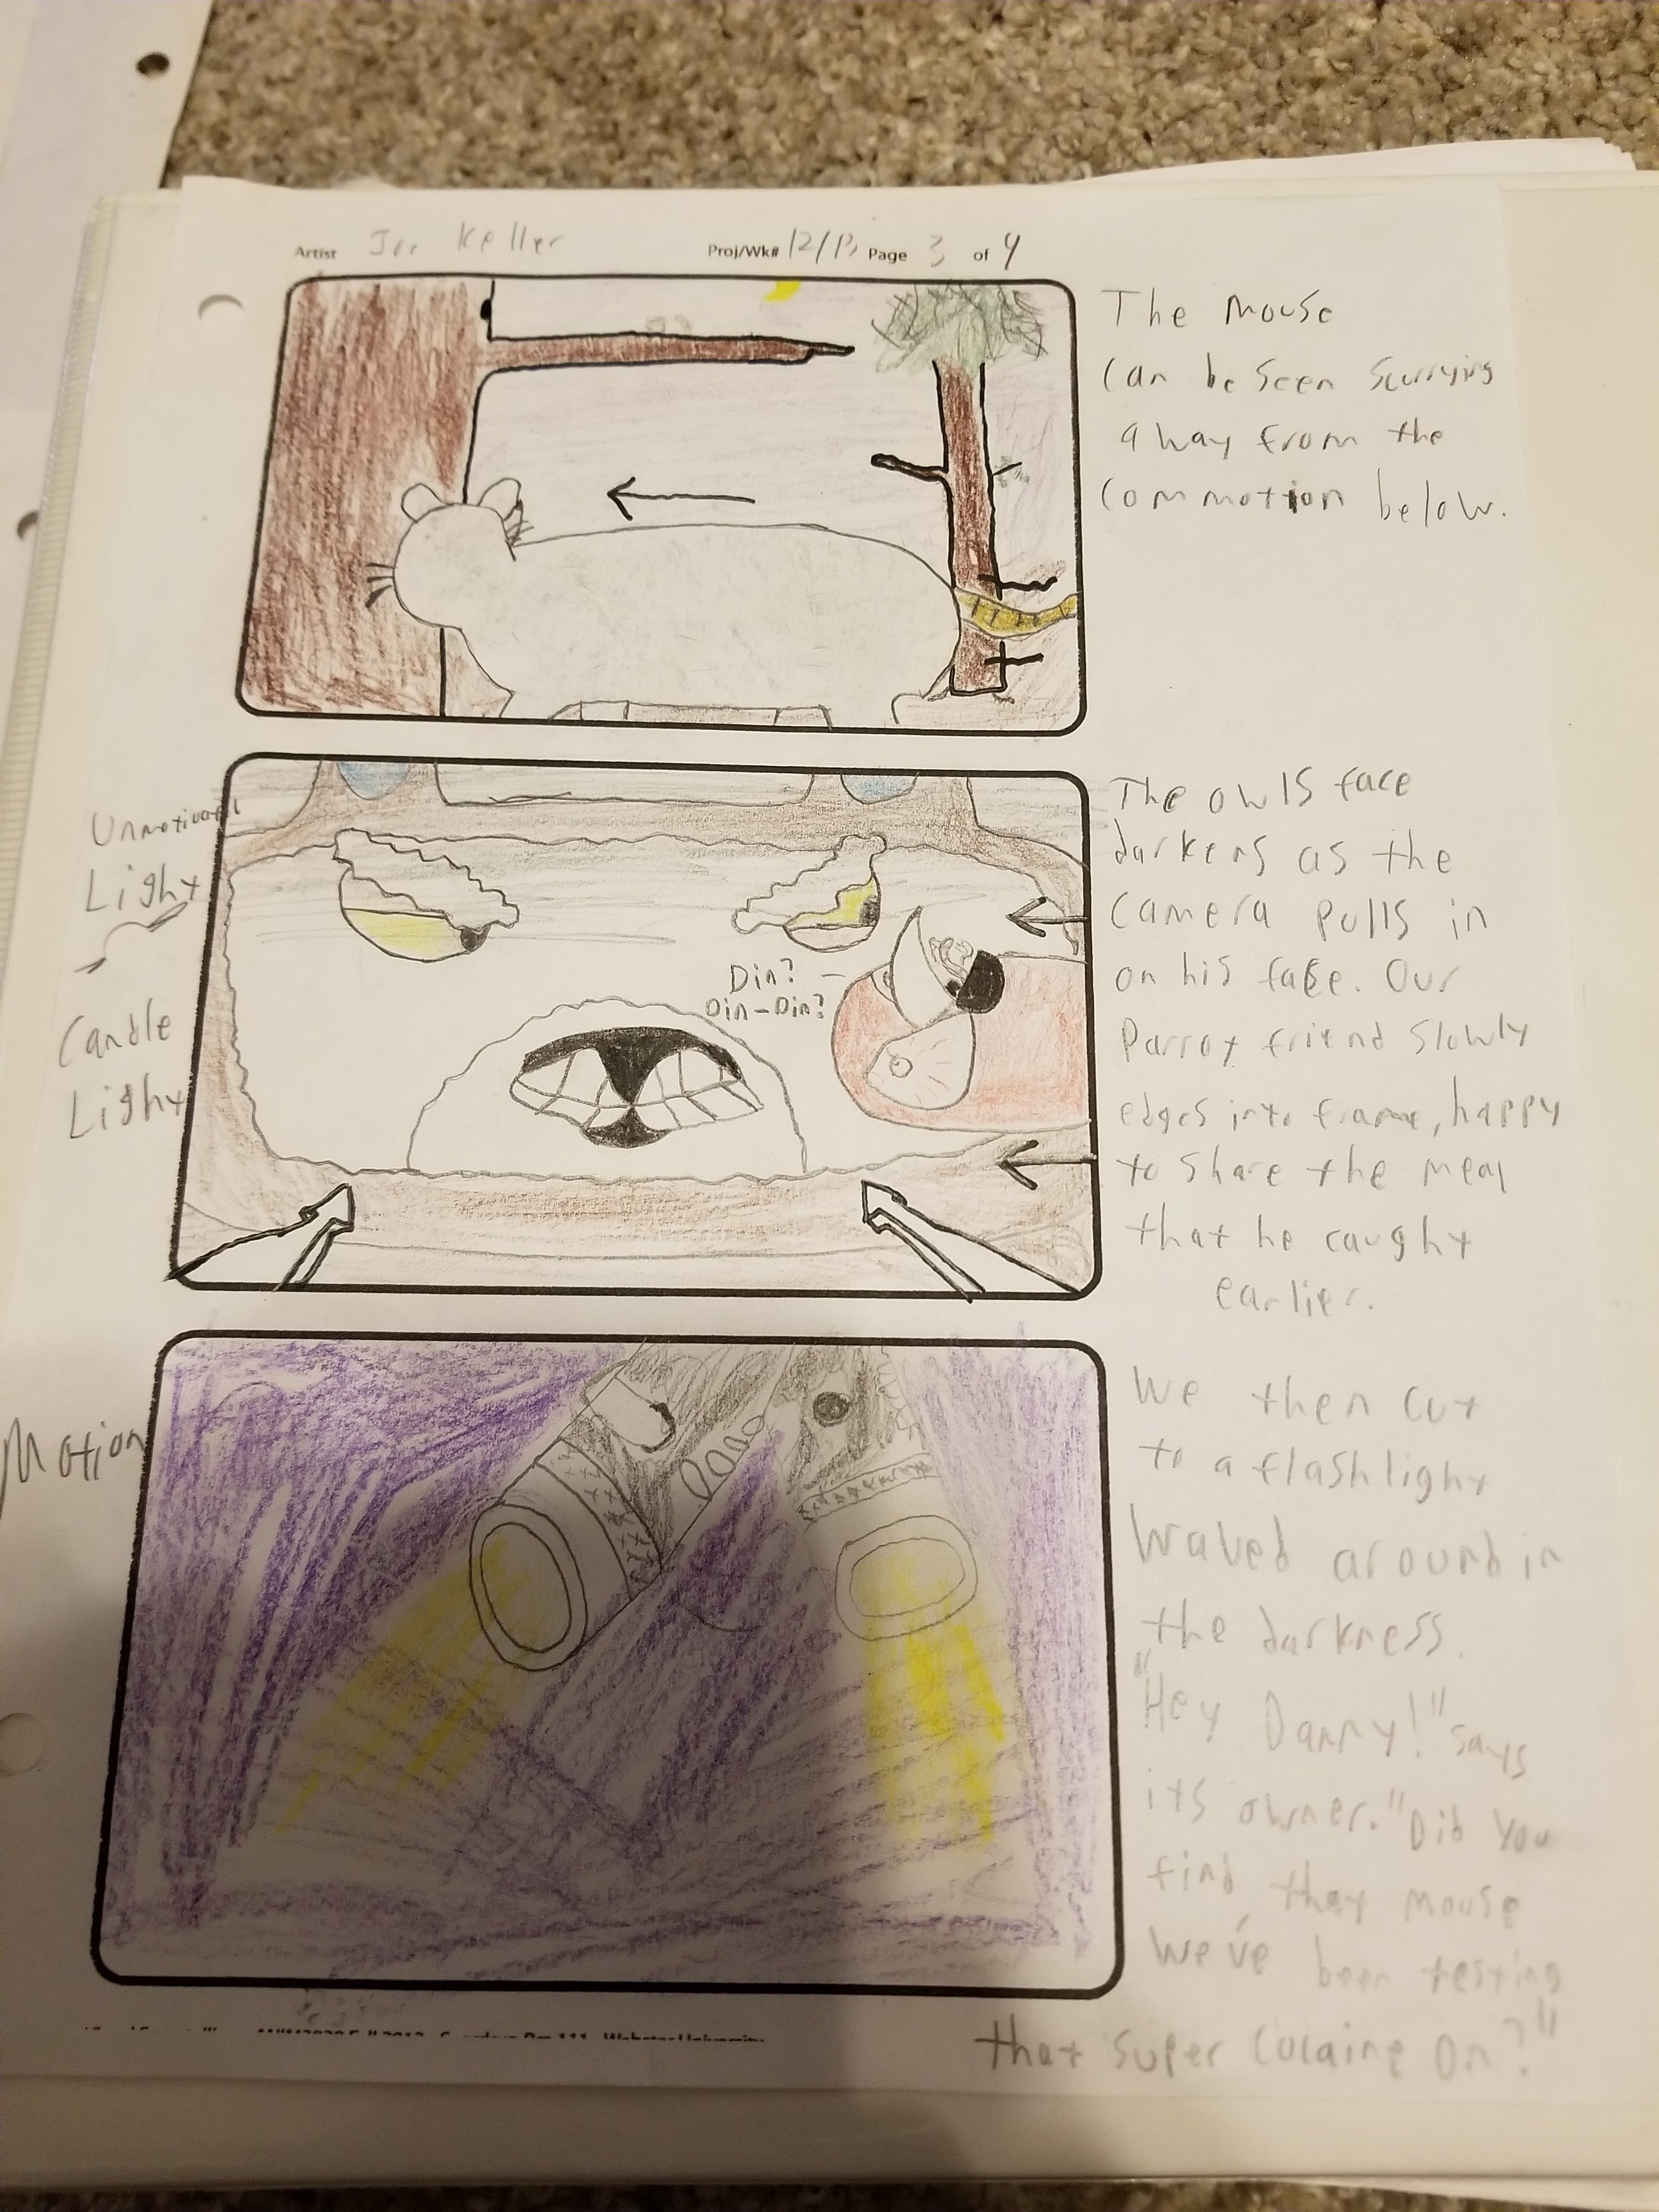 Artist Joe Keller Proj/Wk# 12/13 Page 3 of 4
The mouse
can be seen scurrying
away from the
commotion below.
Unmotivated
Light
Candle
Light
Din?
Din-Din?
The owls face
darkens as the
camera pulls in
on his face. Our
Parrot friend slowly
edges into frame, happy
to share the meal
that he caught
earlier.
Motion
We then cut
to a flashlight
waved around in
the darkness.
"Hey Danny!" says
its owner. "Did you
find that mouse
we've been testing
that super cocaine on?"
Webster University